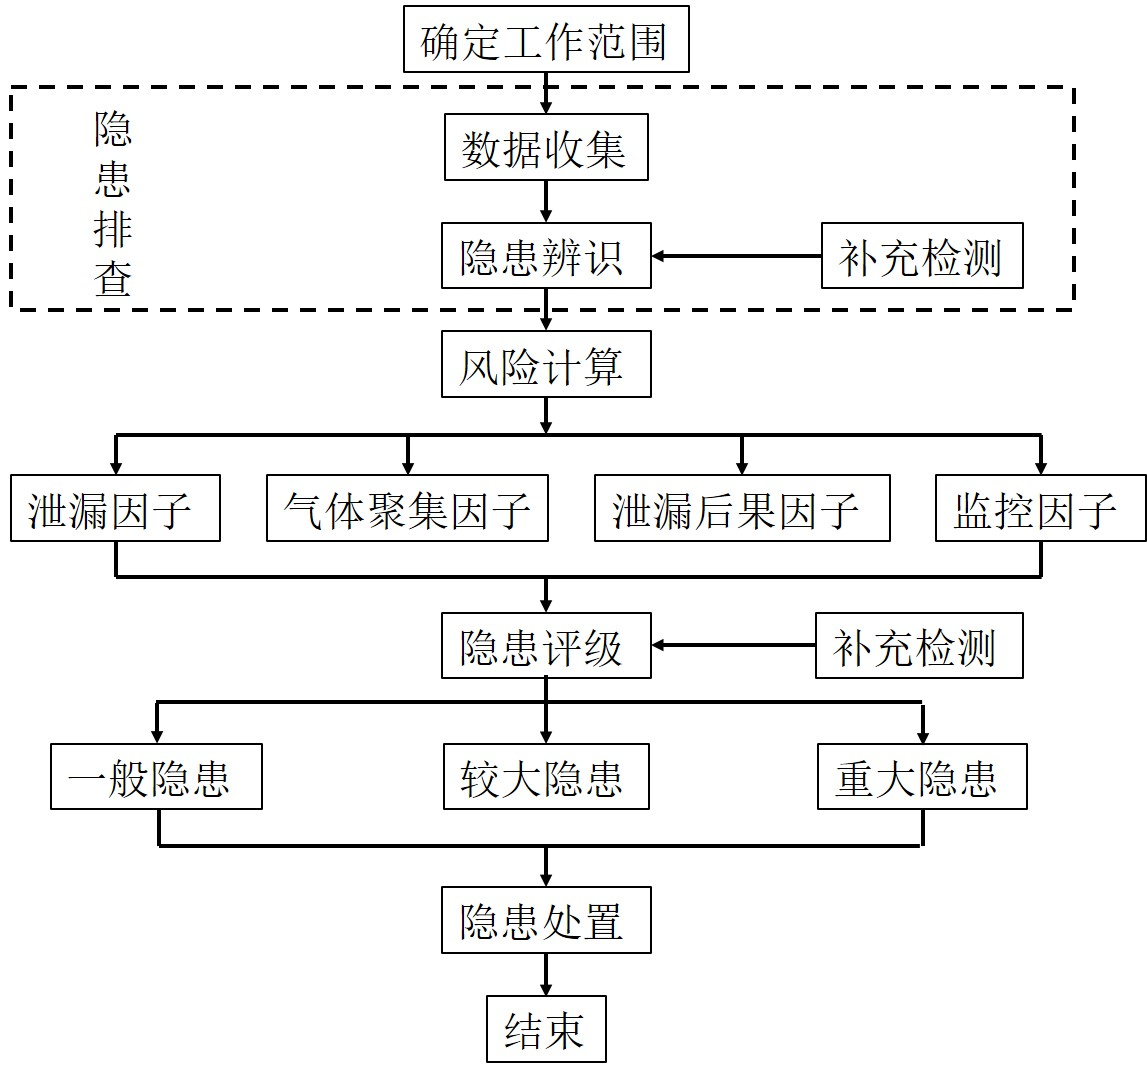 确定工作范围
隐患排查
数据收集
隐患辨识
补充检测
风险计算
泄漏因子
气体聚集因子
泄漏后果因子
监控因子
隐患评级
补充检测
一般隐患
较大隐患
重大隐患
隐患处置
结束